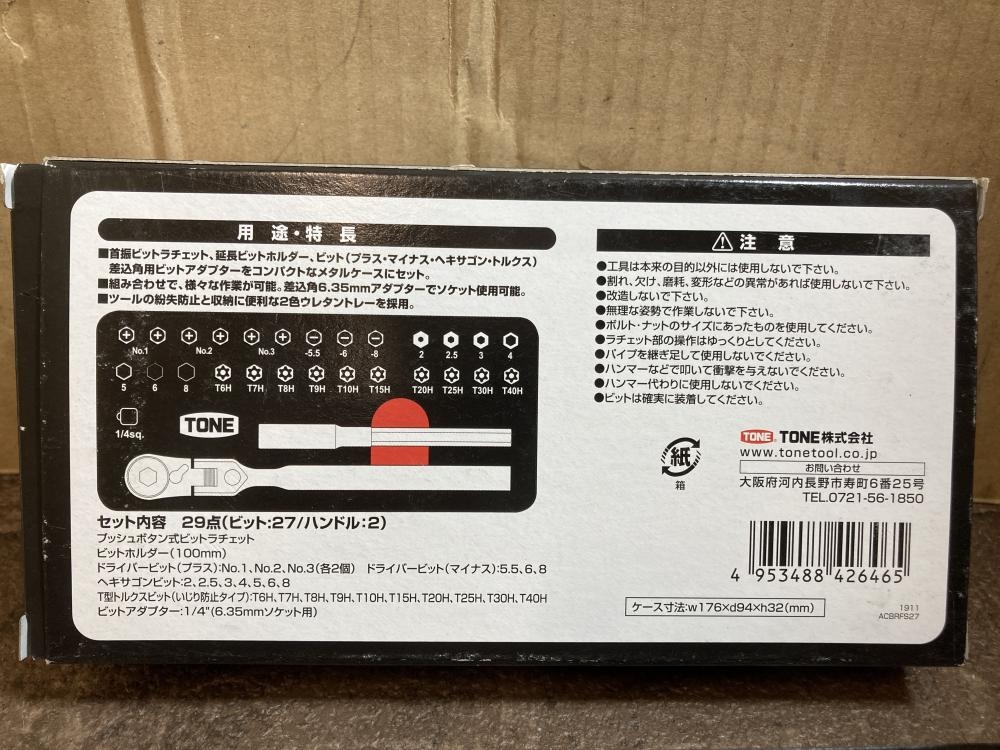 用途・特長
■首振ビットラチェット、延長ビットホルダー、ビット(プラス・マイナス・ヘキサゴン・トルクス)
差込角用ビットアダプターをコンパクトなメタルケースにセット。
■組み合わせで、様々な作業が可能。差込角6.35mmアダプターでソケット使用可能。
■ツールの紛失防止と収納に便利な2色ウレタントレーを採用。
No.1 No.2 No.3 -5.5 -6 -8 2 2.5 3 4
5 6 8 T6H T7H T8H T9H T10H T15H T20H T25H T30H T40H
1/4sq.
TONE
セット内容 29点(ビット:27/ハンドル:2)
プッシュボタン式ビットラチェット
ビットホルダー(100mm)
ドライバービット(プラス):No.1、No.2、No.3(各2個) ドライバービット(マイナス):5.5、6、8
ヘキサゴンビット:2、2.5、3、4、5、6、8
T型トルクスビット(いじり防止タイプ):T6H、T7H、T8H、T9H、T10H、T15H、T20H、T25H、T30H、T40H
ビットアダプター:1/4"(6.35mmソケット用)
⚠注意
●工具は本来の目的以外には使用しないで下さい。
●割れ、欠け、磨耗、変形などの異常があれば使用しないで下さい。
●改造しないで下さい。
●無理な姿勢で作業しないで下さい。
●ボルト・ナットのサイズにあったものを使用してください。
●ラチェット部の操作はゆっくりとしてください。
●パイプを継ぎ足して使用しないで下さい。
●ハンマーなどで叩いて衝撃を与えないでください。
●ハンマー代わりに使用しないでください。
●ビットは確実に装着してください。
紙
箱
TONE TONE株式会社
www.tonetool.co.jp
お問い合わせ
大阪府河内長野市寿町6番25号
TEL.0721-56-1850
4 953488 426465
ケース寸法:w176×d94×h32(mm)
1911
ACBRFS27